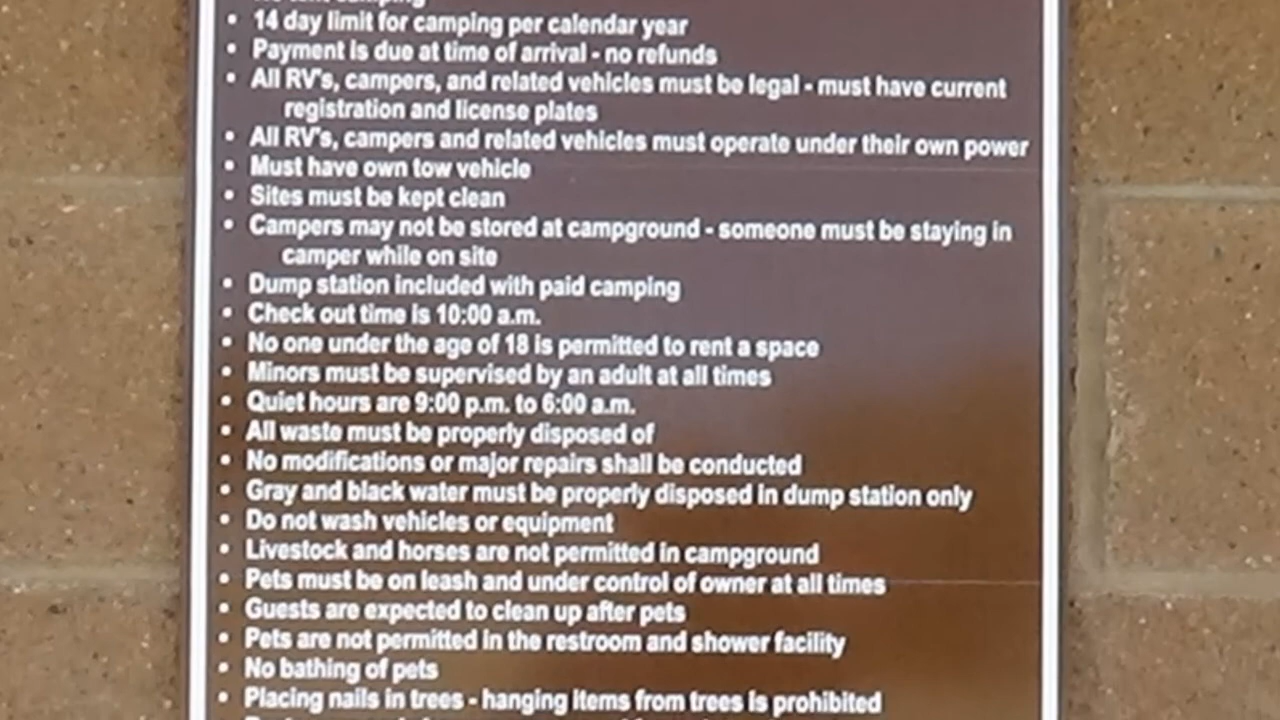 • 14 day limit for camping per calendar year
• Payment is due at time of arrival - no refunds
• All RV's, campers, and related vehicles must be legal - must have current
registration and license plates
• All RV's, campers and related vehicles must operate under their own power
• Must have own tow vehicle
• Sites must be kept clean
• Campers may not be stored at campground - someone must be staying in
camper while on site
• Dump station included with paid camping
• Check out time is 10:00 a.m.
• No one under the age of 18 is permitted to rent a space
• Minors must be supervised by an adult at all times
• Quiet hours are 9:00 p.m. to 6:00 a.m.
• All waste must be properly disposed of
• No modifications or major repairs shall be conducted
• Gray and black water must be properly disposed in dump station only
• Do not wash vehicles or equipment
• Livestock and horses are not permitted in campground
• Pets must be on leash and under control of owner at all times
• Guests are expected to clean up after pets
• Pets are not permitted in the restroom and shower facility
• No bathing of pets
• Placing nails in trees - hanging items from trees is prohibited